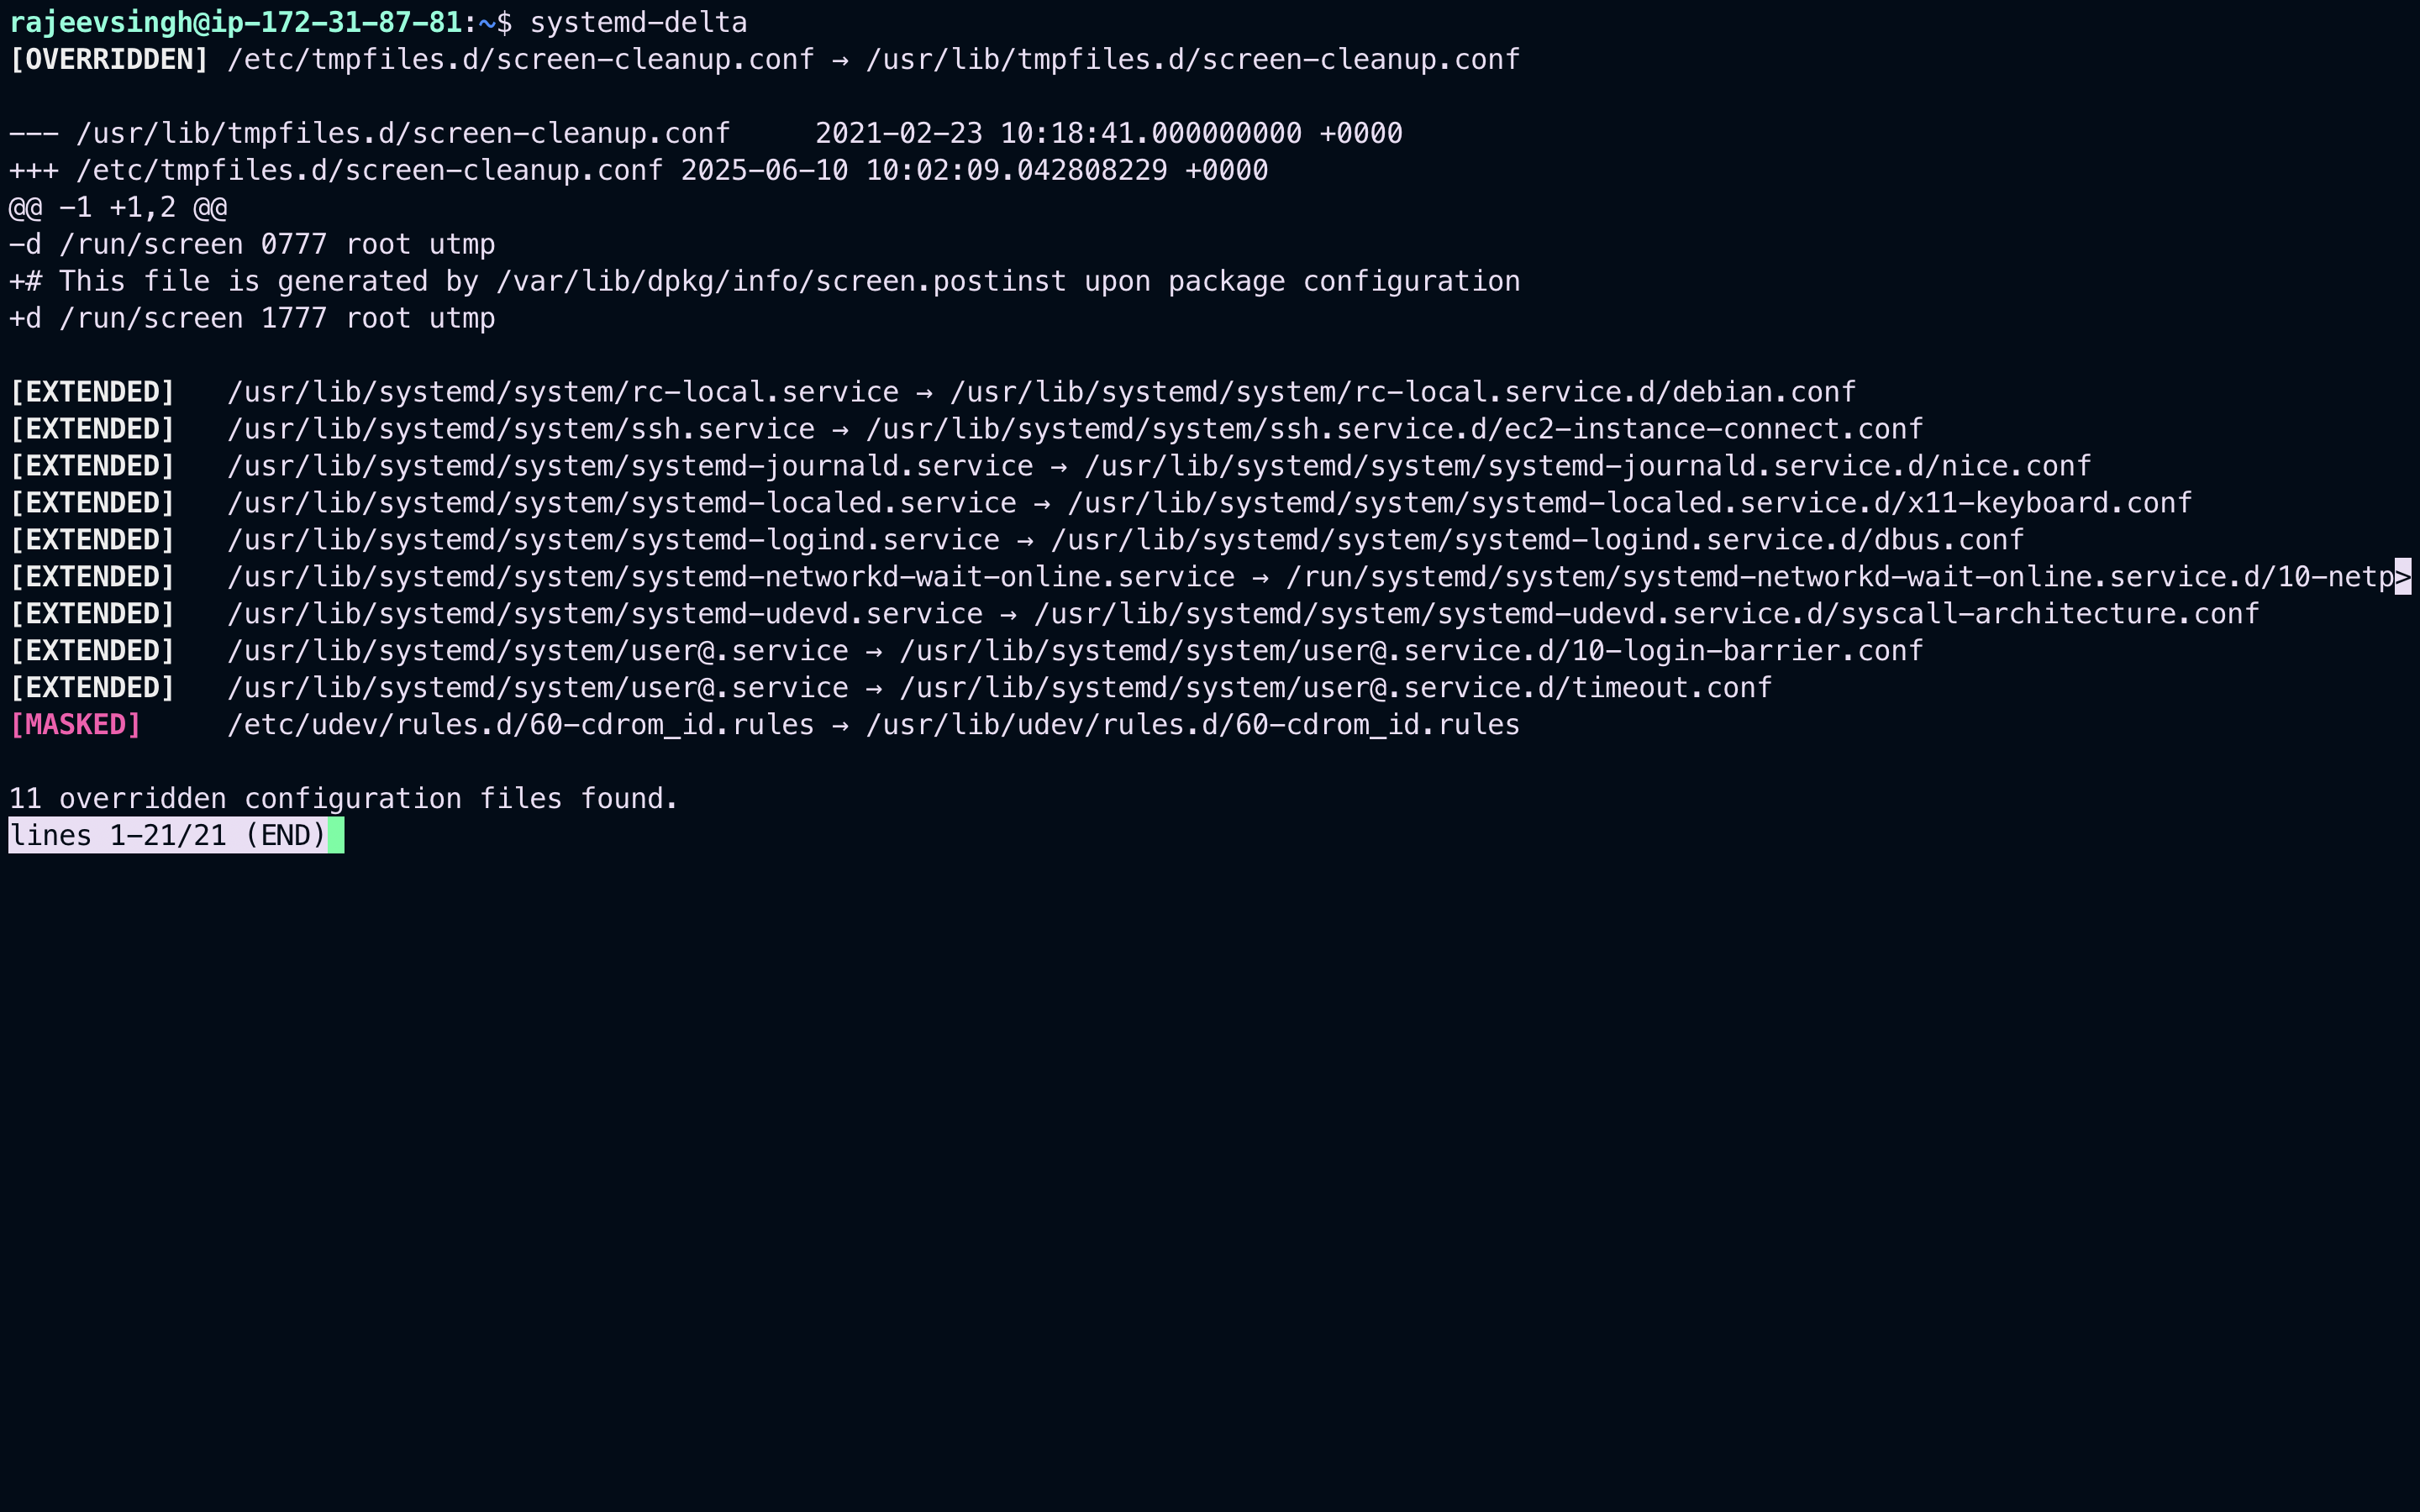 rajeevsingh@ip-172-31-87-81:~$ systemd-delta
[OVERRIDDEN] /etc/tmpfiles.d/screen-cleanup.conf → /usr/lib/tmpfiles.d/screen-cleanup.conf

--- /usr/lib/tmpfiles.d/screen-cleanup.conf     2021-02-23 10:18:41.000000000 +0000
+++ /etc/tmpfiles.d/screen-cleanup.conf 2025-06-10 10:02:09.042808229 +0000
@@ -1 +1,2 @@
-d /run/screen 0777 root utmp
+# This file is generated by /var/lib/dpkg/info/screen.postinst upon package configuration
+d /run/screen 1777 root utmp

[EXTENDED]   /usr/lib/systemd/system/rc-local.service → /usr/lib/systemd/system/rc-local.service.d/debian.conf
[EXTENDED]   /usr/lib/systemd/system/ssh.service → /usr/lib/systemd/system/ssh.service.d/ec2-instance-connect.conf
[EXTENDED]   /usr/lib/systemd/system/systemd-journald.service → /usr/lib/systemd/system/systemd-journald.service.d/nice.conf
[EXTENDED]   /usr/lib/systemd/system/systemd-localed.service → /usr/lib/systemd/system/systemd-localed.service.d/x11-keyboard.conf
[EXTENDED]   /usr/lib/systemd/system/systemd-logind.service → /usr/lib/systemd/system/systemd-logind.service.d/dbus.conf
[EXTENDED]   /usr/lib/systemd/system/systemd-networkd-wait-online.service → /run/systemd/system/systemd-networkd-wait-online.service.d/10-netp>
[EXTENDED]   /usr/lib/systemd/system/systemd-udevd.service → /usr/lib/systemd/system/systemd-udevd.service.d/syscall-architecture.conf
[EXTENDED]   /usr/lib/systemd/system/user@.service → /usr/lib/systemd/system/user@.service.d/10-login-barrier.conf
[EXTENDED]   /usr/lib/systemd/system/user@.service → /usr/lib/systemd/system/user@.service.d/timeout.conf
[MASKED]     /etc/udev/rules.d/60-cdrom_id.rules → /usr/lib/udev/rules.d/60-cdrom_id.rules

11 overridden configuration files found.
lines 1-21/21 (END)